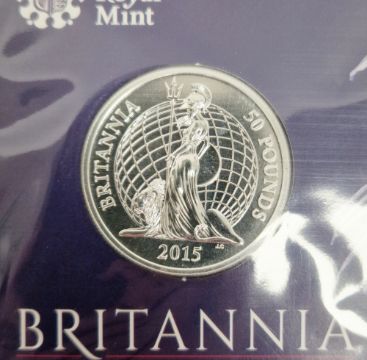 Royal
Mint
BRITANNIA
50 POUNDS
2015
BRITANNIA